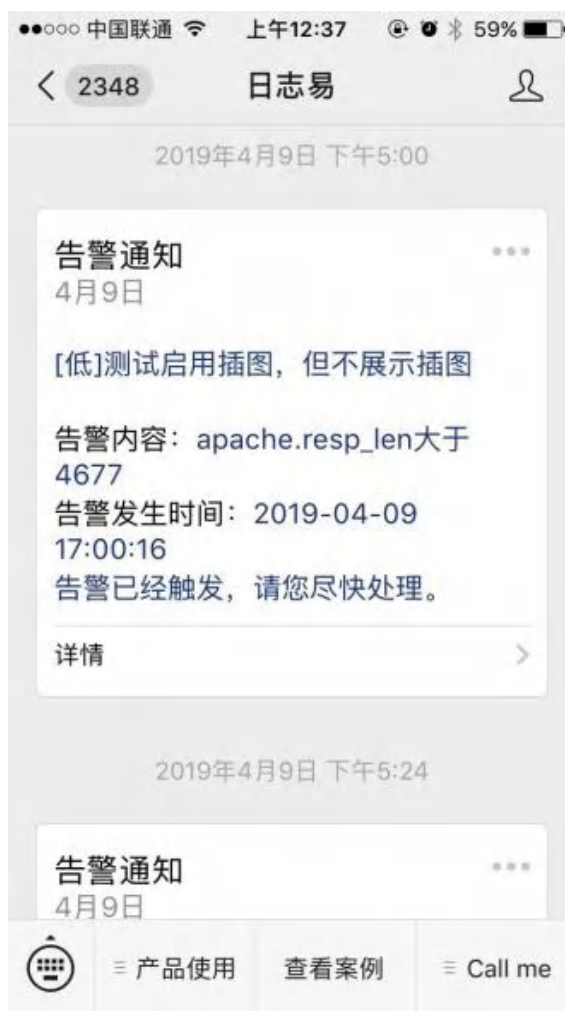 中国联通 上午12:37 59%
2348 日志易
2019年4月9日 下午5:00
告警通知
4月9日
[低]测试启用插图，但不展示插图
告警内容：apache.resp_len大于
4677
告警发生时间：2019-04-09
17:00:16
告警已经触发，请您尽快处理。
详情
2019年4月9日 下午5:24
告警通知
4月9日
产品使用 查看案例 Call me